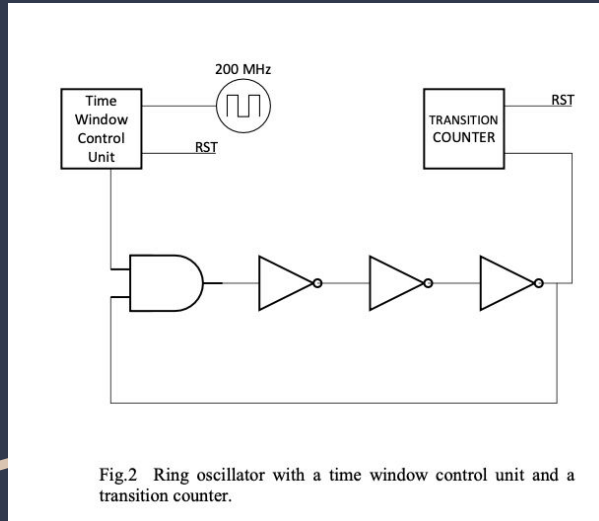 200 MHz
Time
Window
Control
Unit
RST
TRANSITION
COUNTER
RST
Fig.2 Ring oscillator with a time window control unit and a
transition counter.